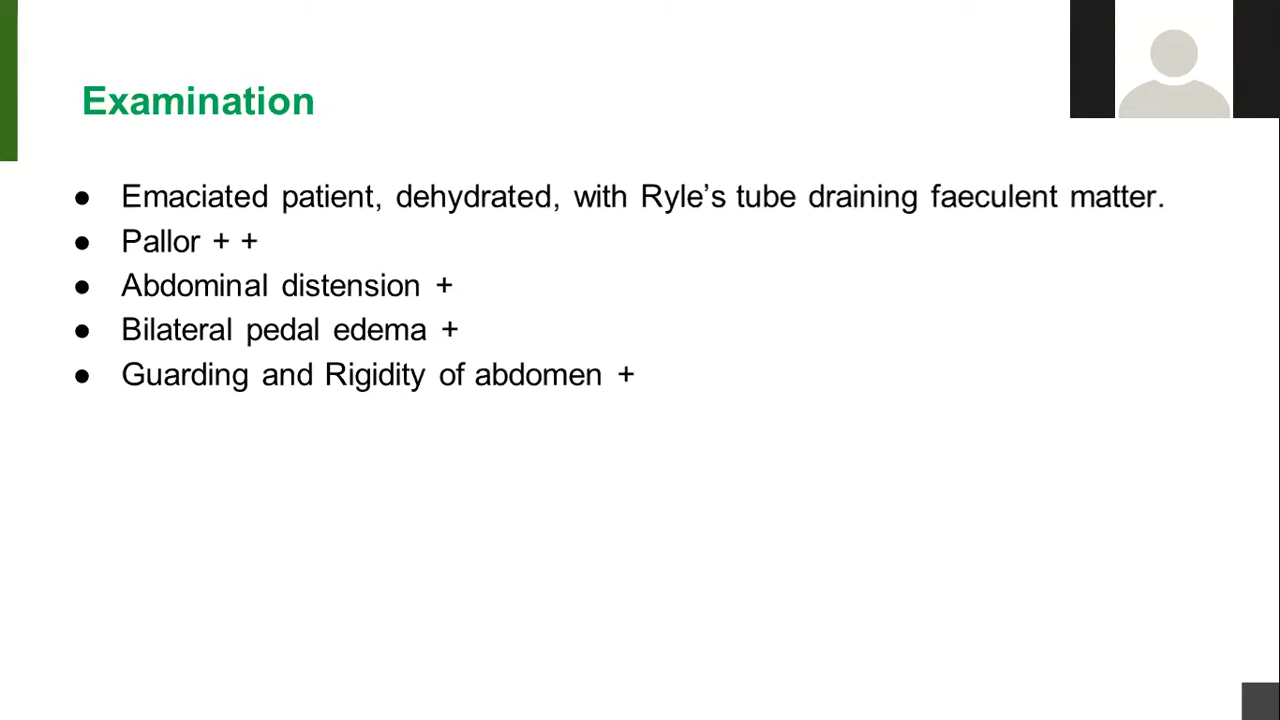 Examination
● Emaciated patient, dehydrated, with Ryle’s tube draining faeculent matter.
● Pallor + +
● Abdominal distension +
● Bilateral pedal edema +
● Guarding and Rigidity of abdomen +